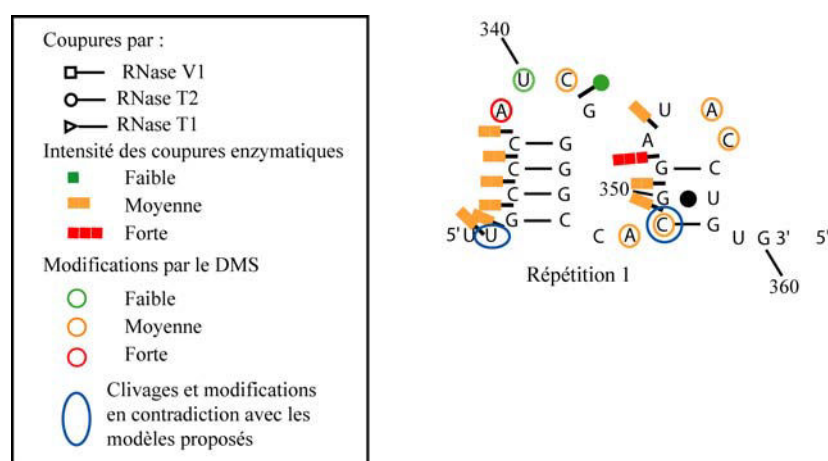 Coupures par :
RNase V1
RNase T2
RNase T1
Intensité des coupures enzymatiques
Faible
Moyenne
Forte
Modifications par le DMS
Faible
Moyenne
Forte
Clivages et modifications
en contradiction avec les
modèles proposés
340
U C
A G U A
C G A C
C G G C
C G 350 G U
G C C G
5' U U C A U G 3' 5'
Répétition 1
360